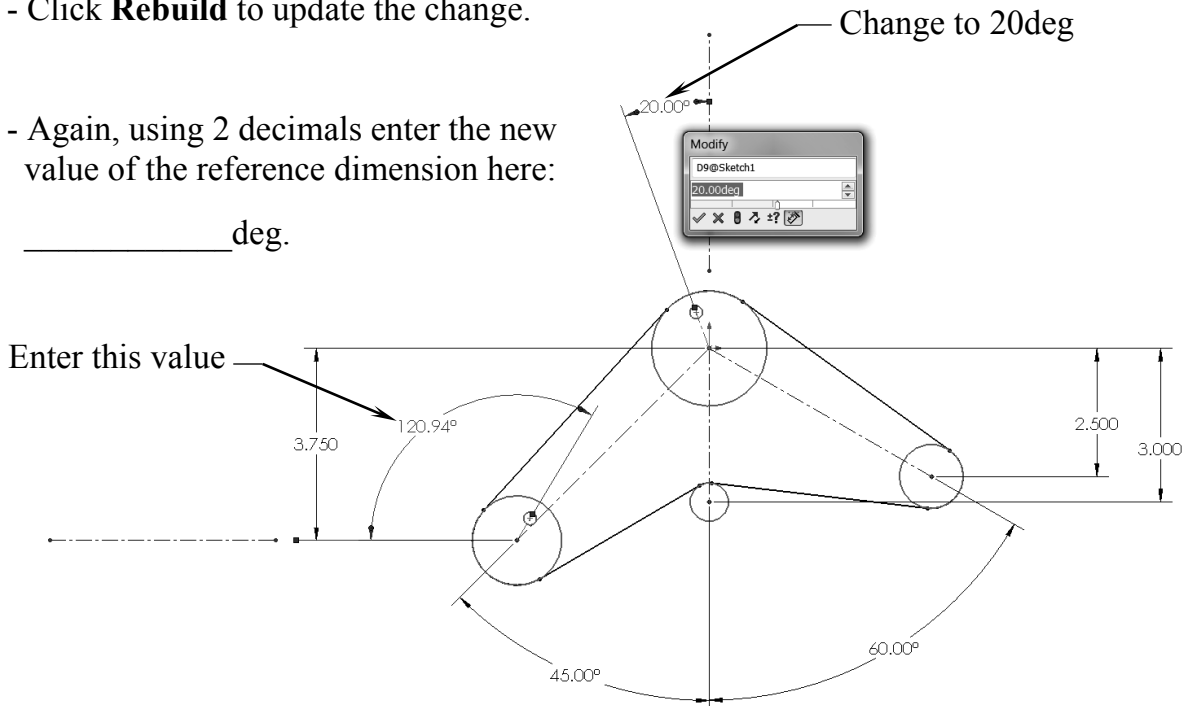 - Click Rebuild to update the change.
Change to 20deg
20.00°
- Again, using 2 decimals enter the new
value of the reference dimension here:
____________deg.
Modify
D9@Sketch1
20.00deg
±?
Enter this value
120.94°
3.750
2.500
3.000
60.00°
45.00°